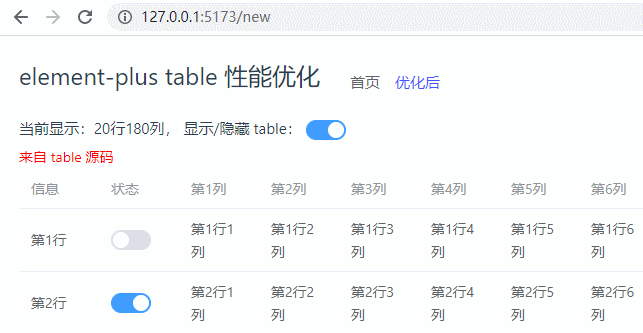 127.0.0.1:5173/new
element-plus table 性能优化 首页 优化后
当前显示：20行180列， 显示/隐藏 table：
来自 table 源码
信息 状态 第1列 第2列 第3列 第4列 第5列 第6列
第1行 第1行1列 第1行2列 第1行3列 第1行4列 第1行5列 第1行6列
第2行 第2行1列 第2行2列 第2行3列 第2行4列 第2行5列 第2行6列